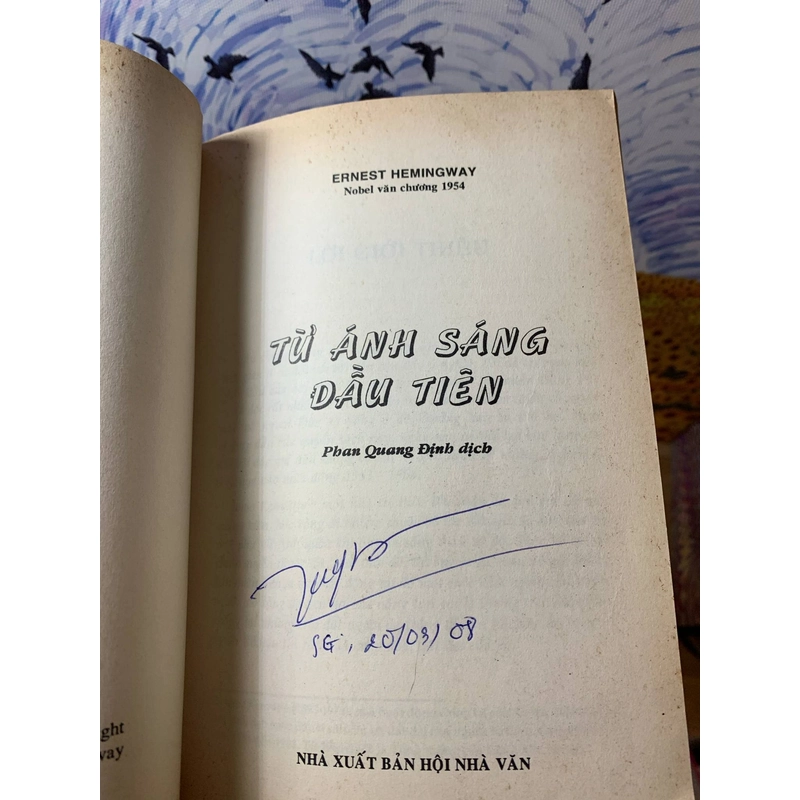 ERNEST HEMINGWAY
Nobel văn chương 1954
TỪ ÁNH SÁNG
ĐẦU TIÊN
Phan Quang Định dịch
SG, 20/03/08
NHÀ XUẤT BẢN HỘI NHÀ VĂN
ght
way